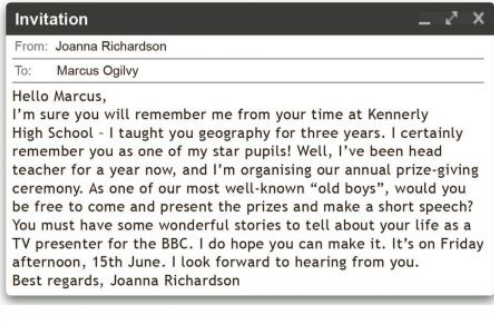 Invitation
From: Joanna Richardson
To: Marcus Ogilvy
Hello Marcus,
I'm sure you will remember me from your time at Kennerly
High School - I taught you geography for three years. I certainly
remember you as one of my star pupils! Well, I've been head
teacher for a year now, and I'm organising our annual prize-giving
ceremony. As one of our most well-known “old boys”, would you
be free to come and present the prizes and make a short speech?
You must have some wonderful stories to tell about your life as a
TV presenter for the BBC. I do hope you can make it. It's on Friday
afternoon, 15th June. I look forward to hearing from you.
Best regards, Joanna Richardson